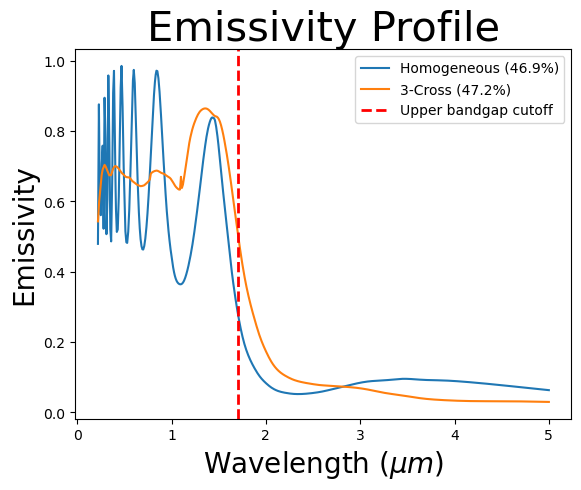 Emissivity Profile
Homogeneous (46.9%)
3-Cross (47.2%)
Upper bandgap cutoff
Emissivity
1.0
0.8
0.6
0.4
0.2
0.0
0 1 2 3 4 5
Wavelength (μm)